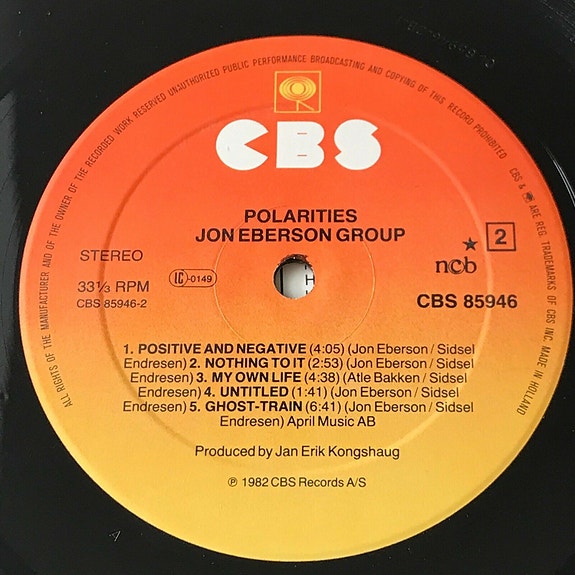 ALL RIGHTS OF THE MANUFACTURER AND OF THE OWNER OF THE RECORDED WORK RESERVED UNAUTHORIZED PUBLIC PERFORMANCE BROADCASTING AND COPYING OF THIS RECORD PROHIBITED
CBS & ARE REG. TRADEMARKS OF CBS INC. MADE IN HOLLAND
CBS
POLARITIES
JON EBERSON GROUP
2
STEREO
ncb
LC-0149
33⅓ RPM
CBS 85946-2
CBS 85946
1. POSITIVE AND NEGATIVE (4:05) (Jon Eberson / Sidsel
Endresen) 2. NOTHING TO IT (2:53) (Jon Eberson / Sidsel
Endresen) 3. MY OWN LIFE (4:38) (Atle Bakken / Sidsel
Endresen) 4. UNTITLED (1:41) (Jon Eberson / Sidsel
Endresen) 5. GHOST-TRAIN (6:41) (Jon Eberson / Sidsel
Endresen) April Music AB
Produced by Jan Erik Kongshaug
℗ 1982 CBS Records A/S